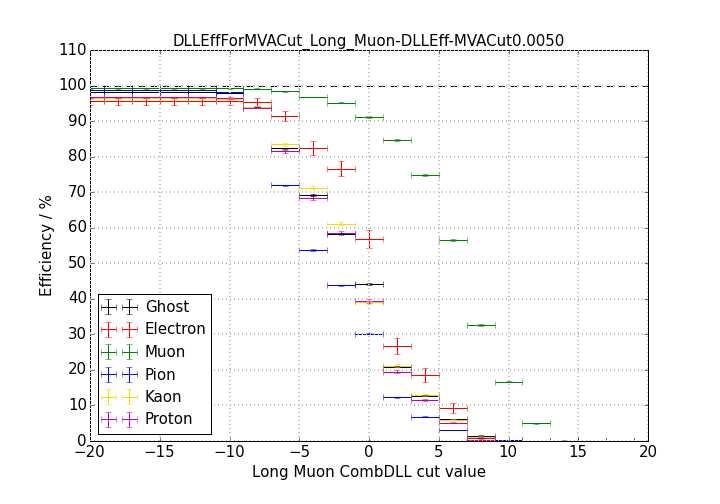 DLLEffForMVACut_Long_Muon-DLLEff-MVACut0.0050
110
100
90
80
70
60
50
40
30
20
10
0
Efficiency / %
Ghost
Electron
Muon
Pion
Kaon
Proton
−20 −15 −10 −5 0 5 10 15 20
Long Muon CombDLL cut value